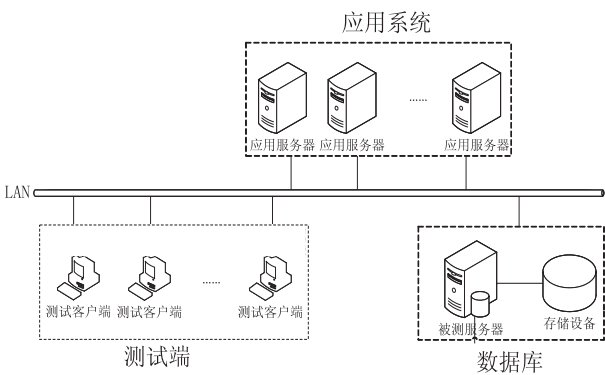 应用系统
......
应用服务器 应用服务器 应用服务器
LAN
......
测试客户端 测试客户端 测试客户端
被测服务器 存储设备
测试端
数据库